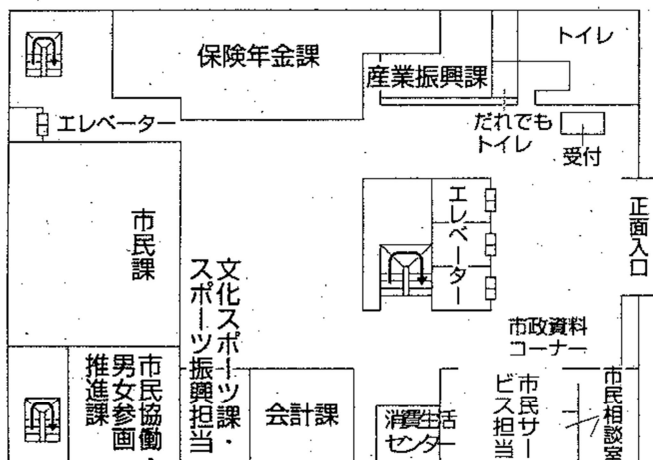 トイレ
保険年金課
産業振興課
エレベーター
だれでも
トイレ
受付
エレベーター
正面入口
市民課
文化スポーツ課・
スポーツ振興担当
市政資料
コーナー
市民協働・
男女参画
推進課
会計課
消費生活
センター
市民サー
ビス担当
市民相談室